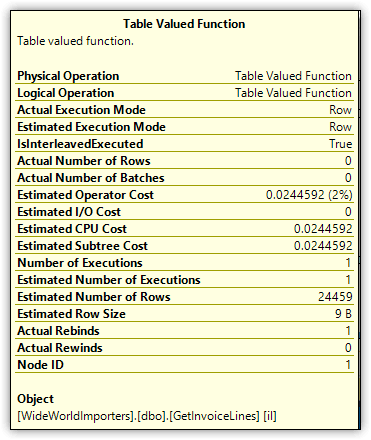 Table Valued Function
Table valued function.
Physical Operation Table Valued Function
Logical Operation Table Valued Function
Actual Execution Mode Row
Estimated Execution Mode Row
IsInterleavedExecuted True
Actual Number of Rows 0
Actual Number of Batches 0
Estimated Operator Cost 0.0244592 (2%)
Estimated I/O Cost 0
Estimated CPU Cost 0.0244592
Estimated Subtree Cost 0.0244592
Number of Executions 1
Estimated Number of Executions 1
Estimated Number of Rows 24459
Estimated Row Size 9 B
Actual Rebinds 1
Actual Rewinds 0
Node ID 1
Object
[WideWorldImporters].[dbo].[GetInvoiceLines] [il]